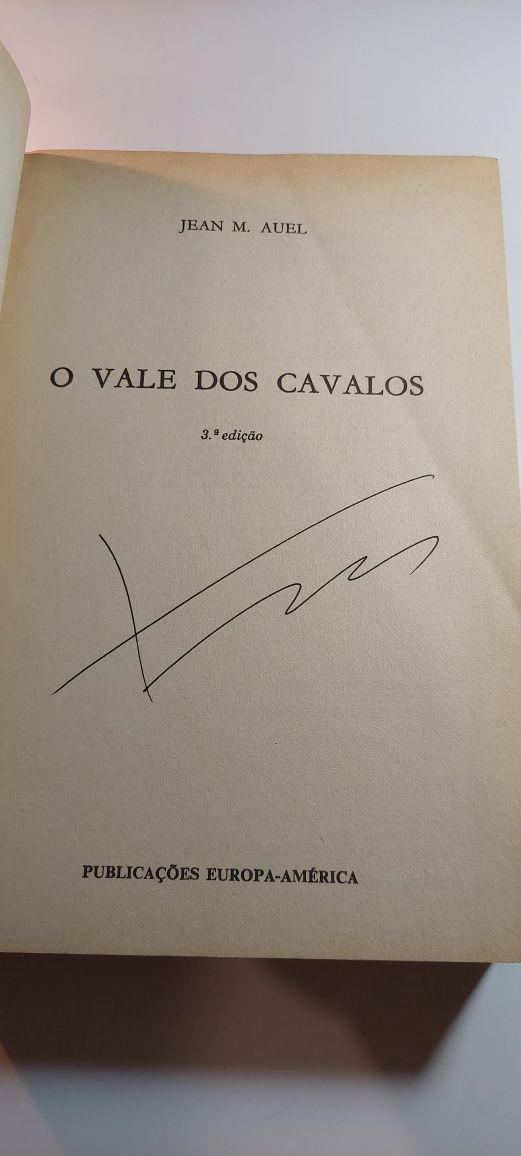 JEAN M. AUEL
O VALE DOS CAVALOS
3.ª edição
PUBLICAÇÕES EUROPA-AMÉRICA